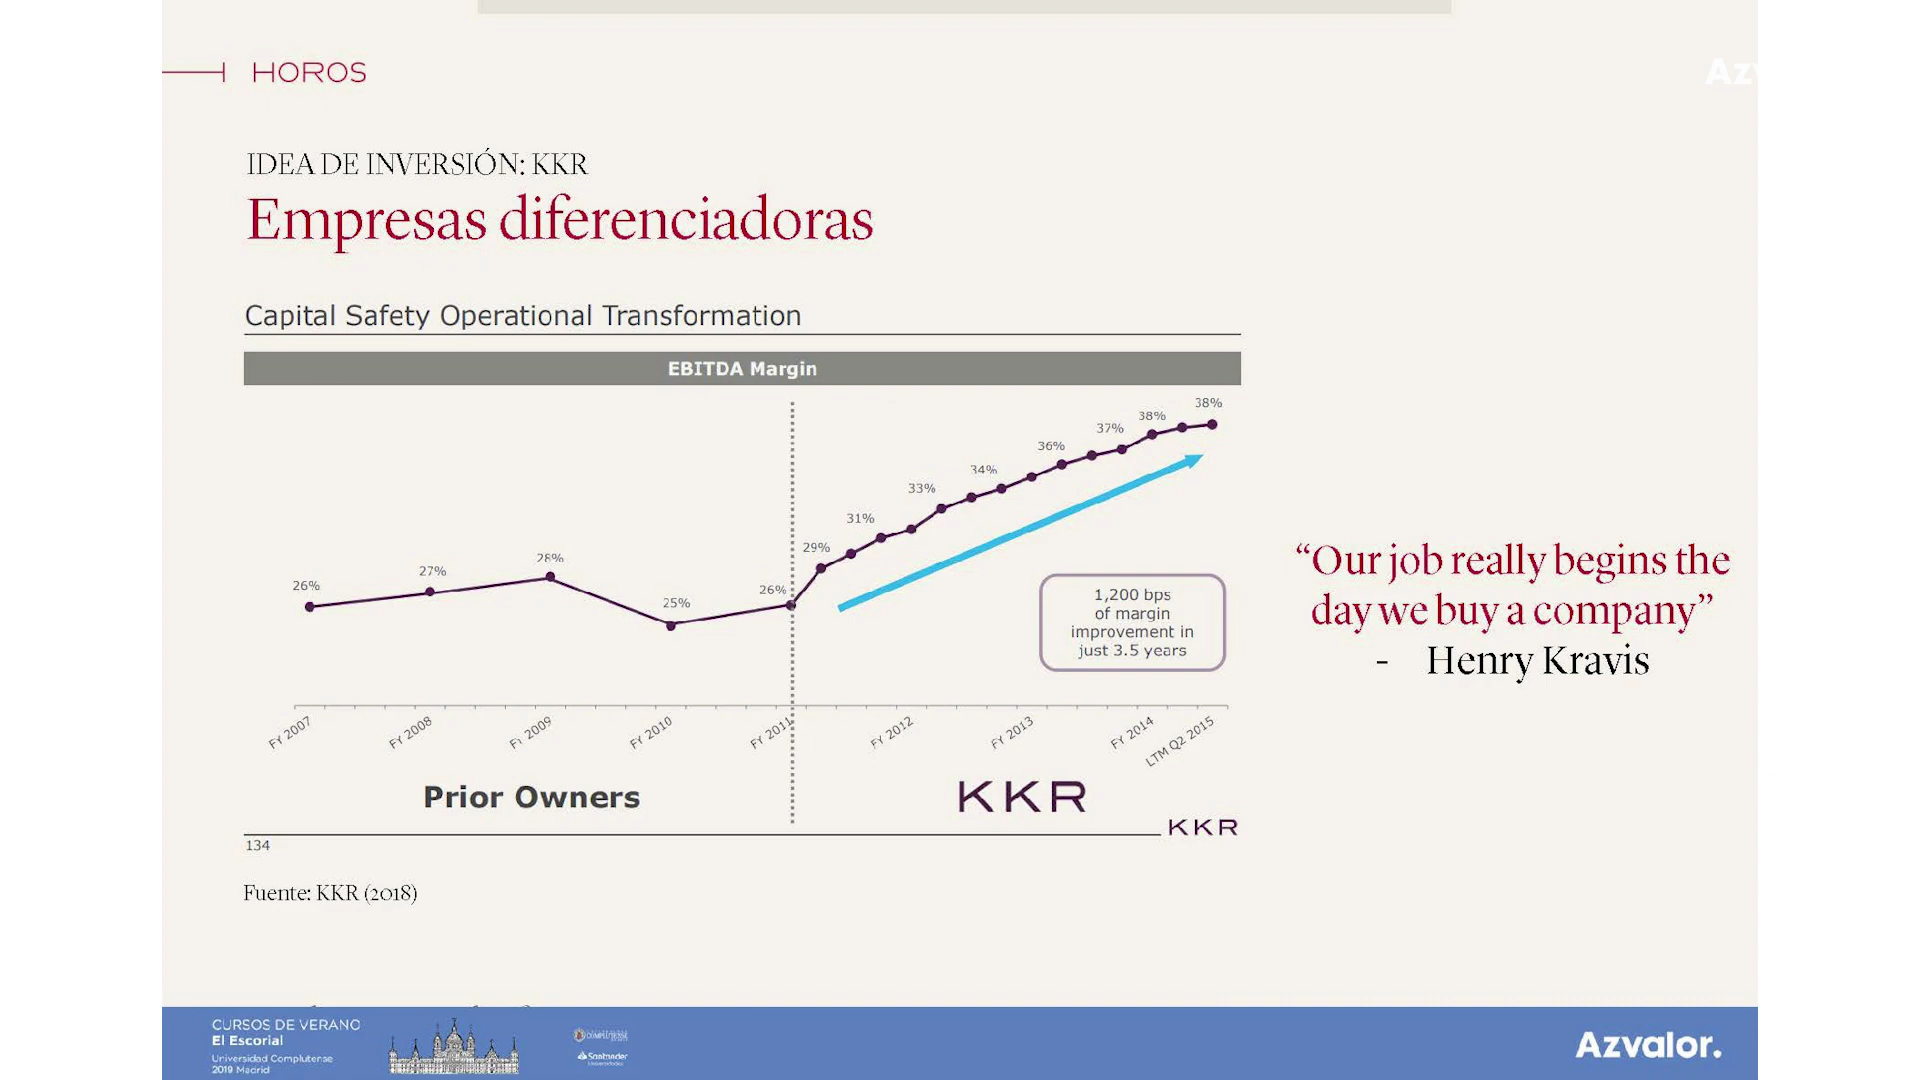 HOROS
IDEA DE INVERSIÓN: KKR
Empresas diferenciadoras
Capital Safety Operational Transformation
EBITDA Margin
26%
27%
28%
25%
26%
29%
31%
33%
34%
36%
37%
38%
38%
1,200 bps
of margin
improvement in
just 3.5 years
FY 2007
FY 2008
FY 2009
FY 2010
FY 2011
FY 2012
FY 2013
FY 2014
LTM Q2 2015
Prior Owners
KKR
KKR
134
Fuente: KKR (2018)
“Our job really begins the
day we buy a company”
- Henry Kravis
CURSOS DE VERANO
El Escorial
Universidad Complutense
2019 Madrid
COMPLUTENSE
Santander
Azvalor.